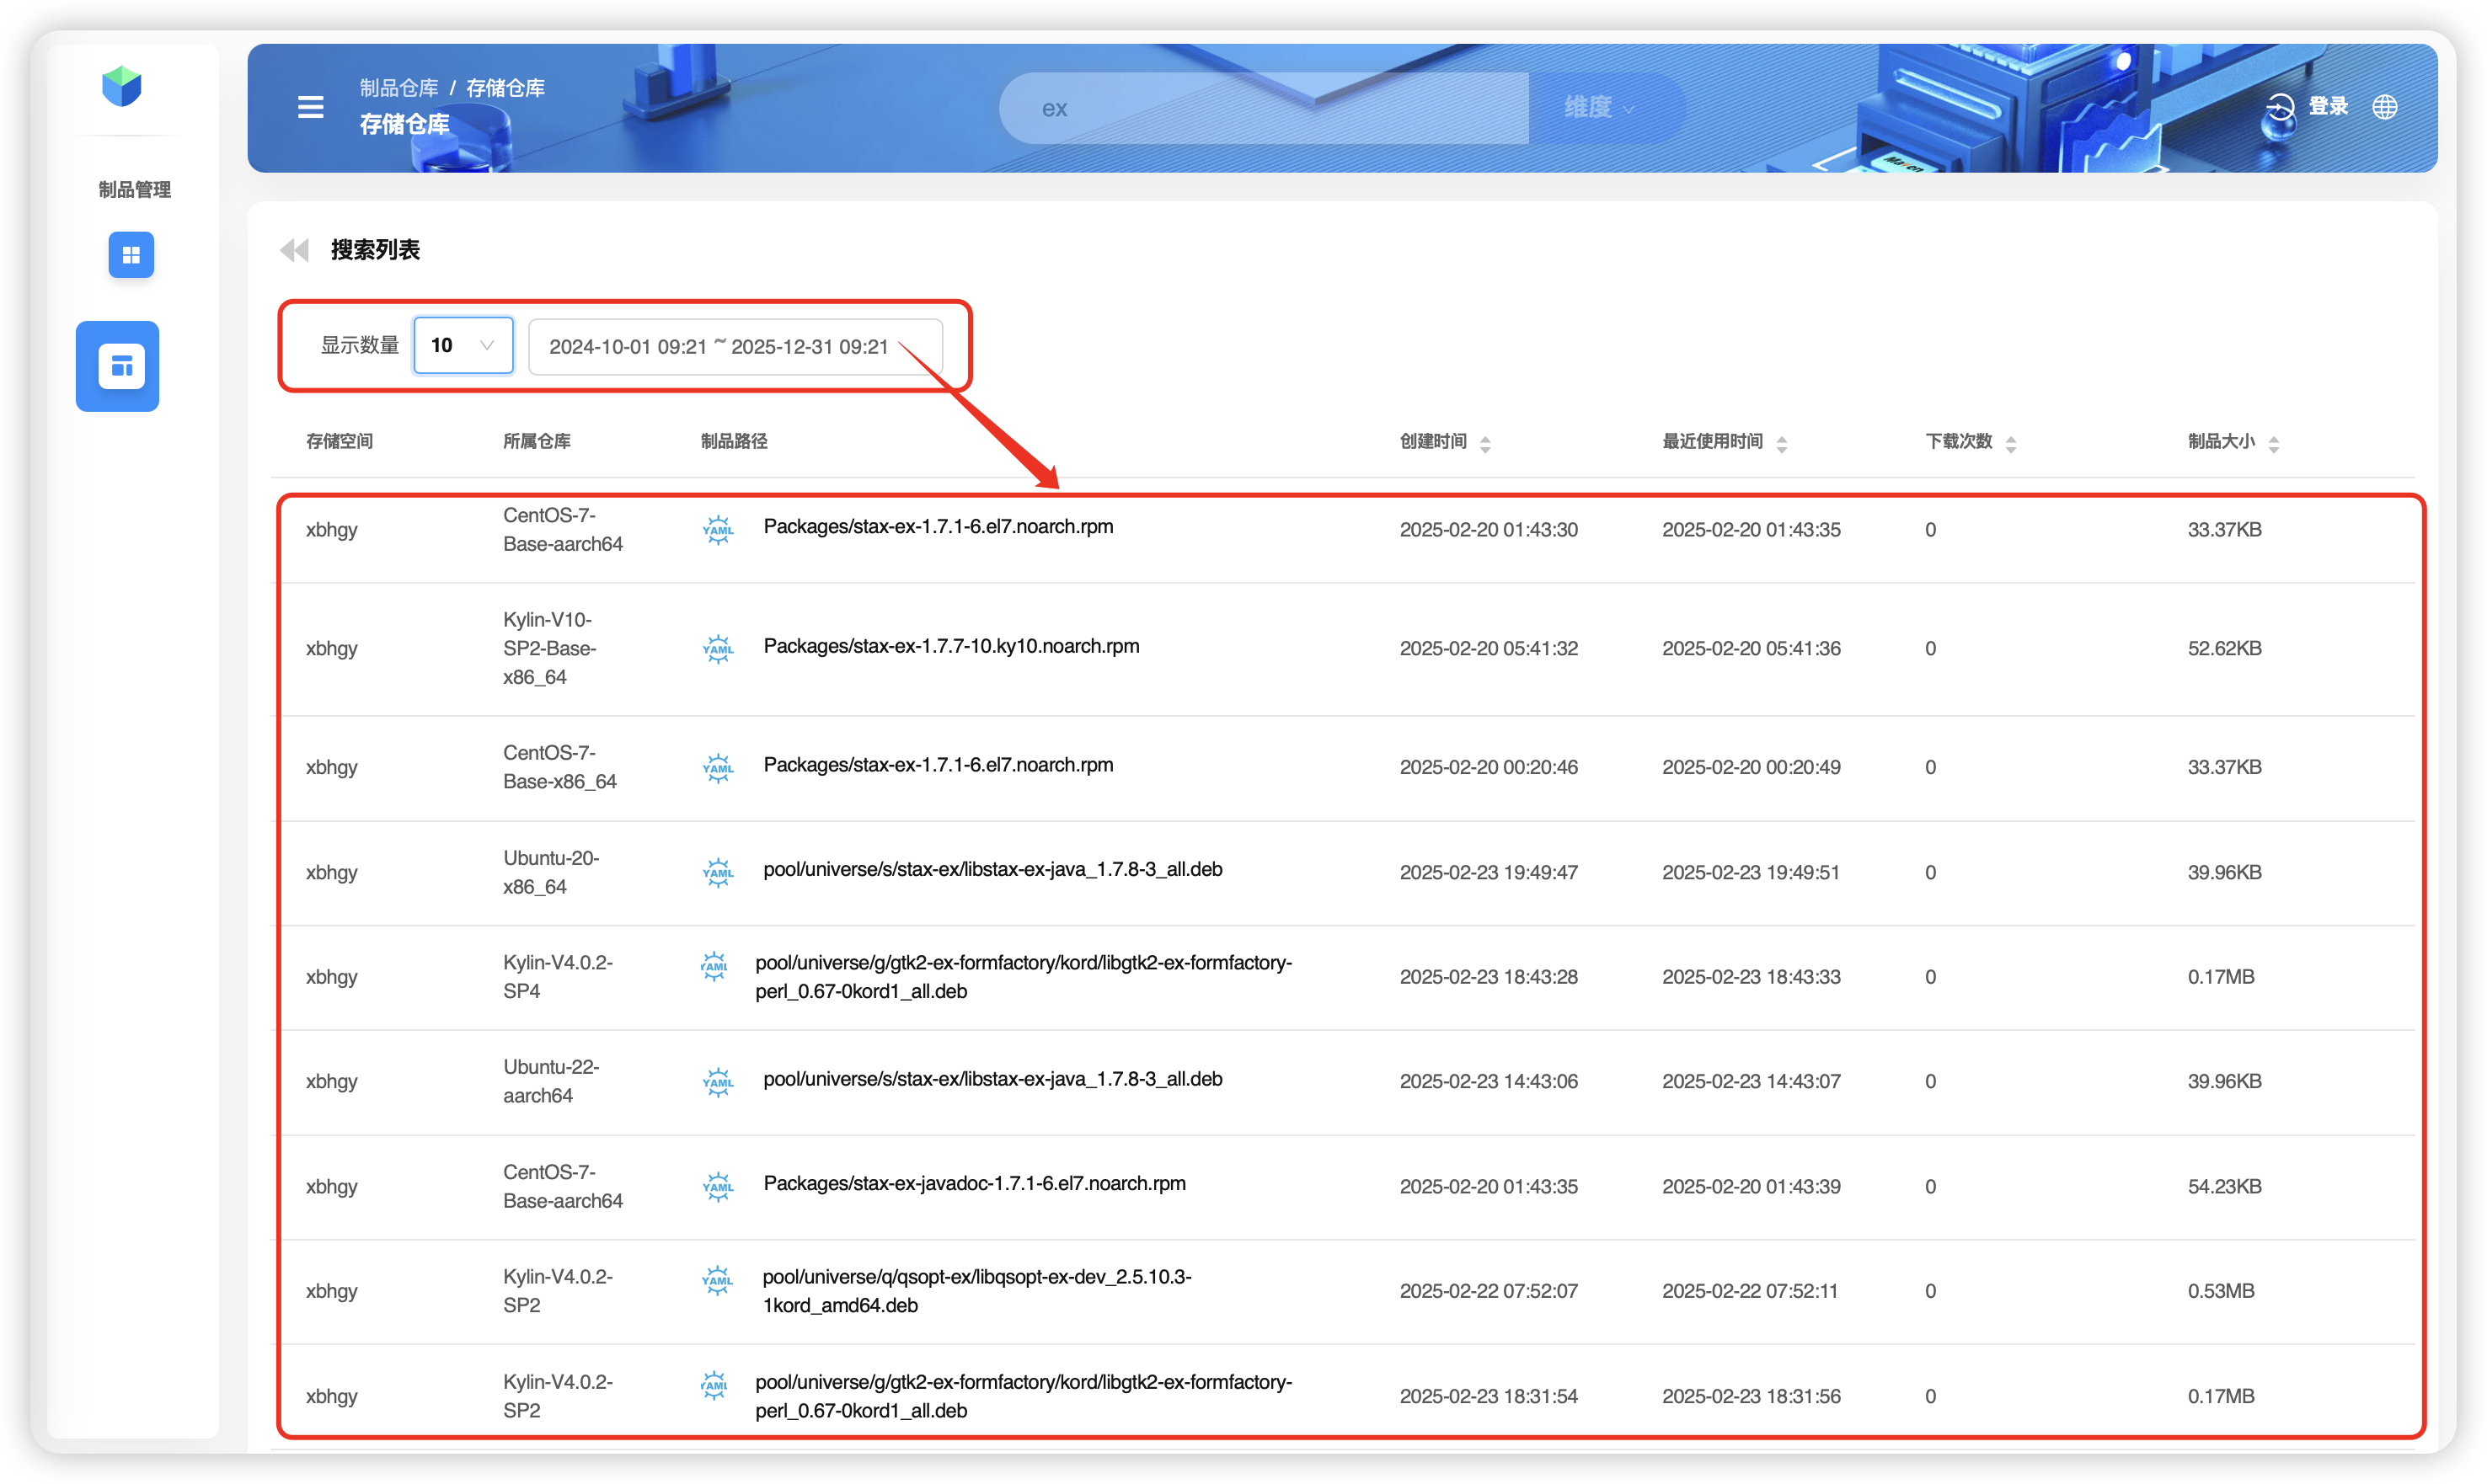 制品仓库 / 存储仓库
存储仓库
ex
维度
登录
制品管理
搜索列表
显示数量 10 2024-10-01 09:21 ~ 2025-12-31 09:21
存储空间 所属仓库 制品路径 创建时间 最近使用时间 下载次数 制品大小
xbhgy CentOS-7-Base-aarch64 YAML Packages/stax-ex-1.7.1-6.el7.noarch.rpm 2025-02-20 01:43:30 2025-02-20 01:43:35 0 33.37KB
xbhgy Kylin-V10-SP2-Base-x86_64 YAML Packages/stax-ex-1.7.7-10.ky10.noarch.rpm 2025-02-20 05:41:32 2025-02-20 05:41:36 0 52.62KB
xbhgy CentOS-7-Base-x86_64 YAML Packages/stax-ex-1.7.1-6.el7.noarch.rpm 2025-02-20 00:20:46 2025-02-20 00:20:49 0 33.37KB
xbhgy Ubuntu-20-x86_64 YAML pool/universe/s/stax-ex/libstax-ex-java_1.7.8-3_all.deb 2025-02-23 19:49:47 2025-02-23 19:49:51 0 39.96KB
xbhgy Kylin-V4.0.2-SP4 YAML pool/universe/g/gtk2-ex-formfactory/kord/libgtk2-ex-formfactory-perl_0.67-0kord1_all.deb 2025-02-23 18:43:28 2025-02-23 18:43:33 0 0.17MB
xbhgy Ubuntu-22-aarch64 YAML pool/universe/s/stax-ex/libstax-ex-java_1.7.8-3_all.deb 2025-02-23 14:43:06 2025-02-23 14:43:07 0 39.96KB
xbhgy CentOS-7-Base-aarch64 YAML Packages/stax-ex-javadoc-1.7.1-6.el7.noarch.rpm 2025-02-20 01:43:35 2025-02-20 01:43:39 0 54.23KB
xbhgy Kylin-V4.0.2-SP2 YAML pool/universe/q/qsopt-ex/libqsopt-ex-dev_2.5.10.3-1kord_amd64.deb 2025-02-22 07:52:07 2025-02-22 07:52:11 0 0.53MB
xbhgy Kylin-V4.0.2-SP2 YAML pool/universe/g/gtk2-ex-formfactory/kord/libgtk2-ex-formfactory-perl_0.67-0kord1_all.deb 2025-02-23 18:31:54 2025-02-23 18:31:56 0 0.17MB